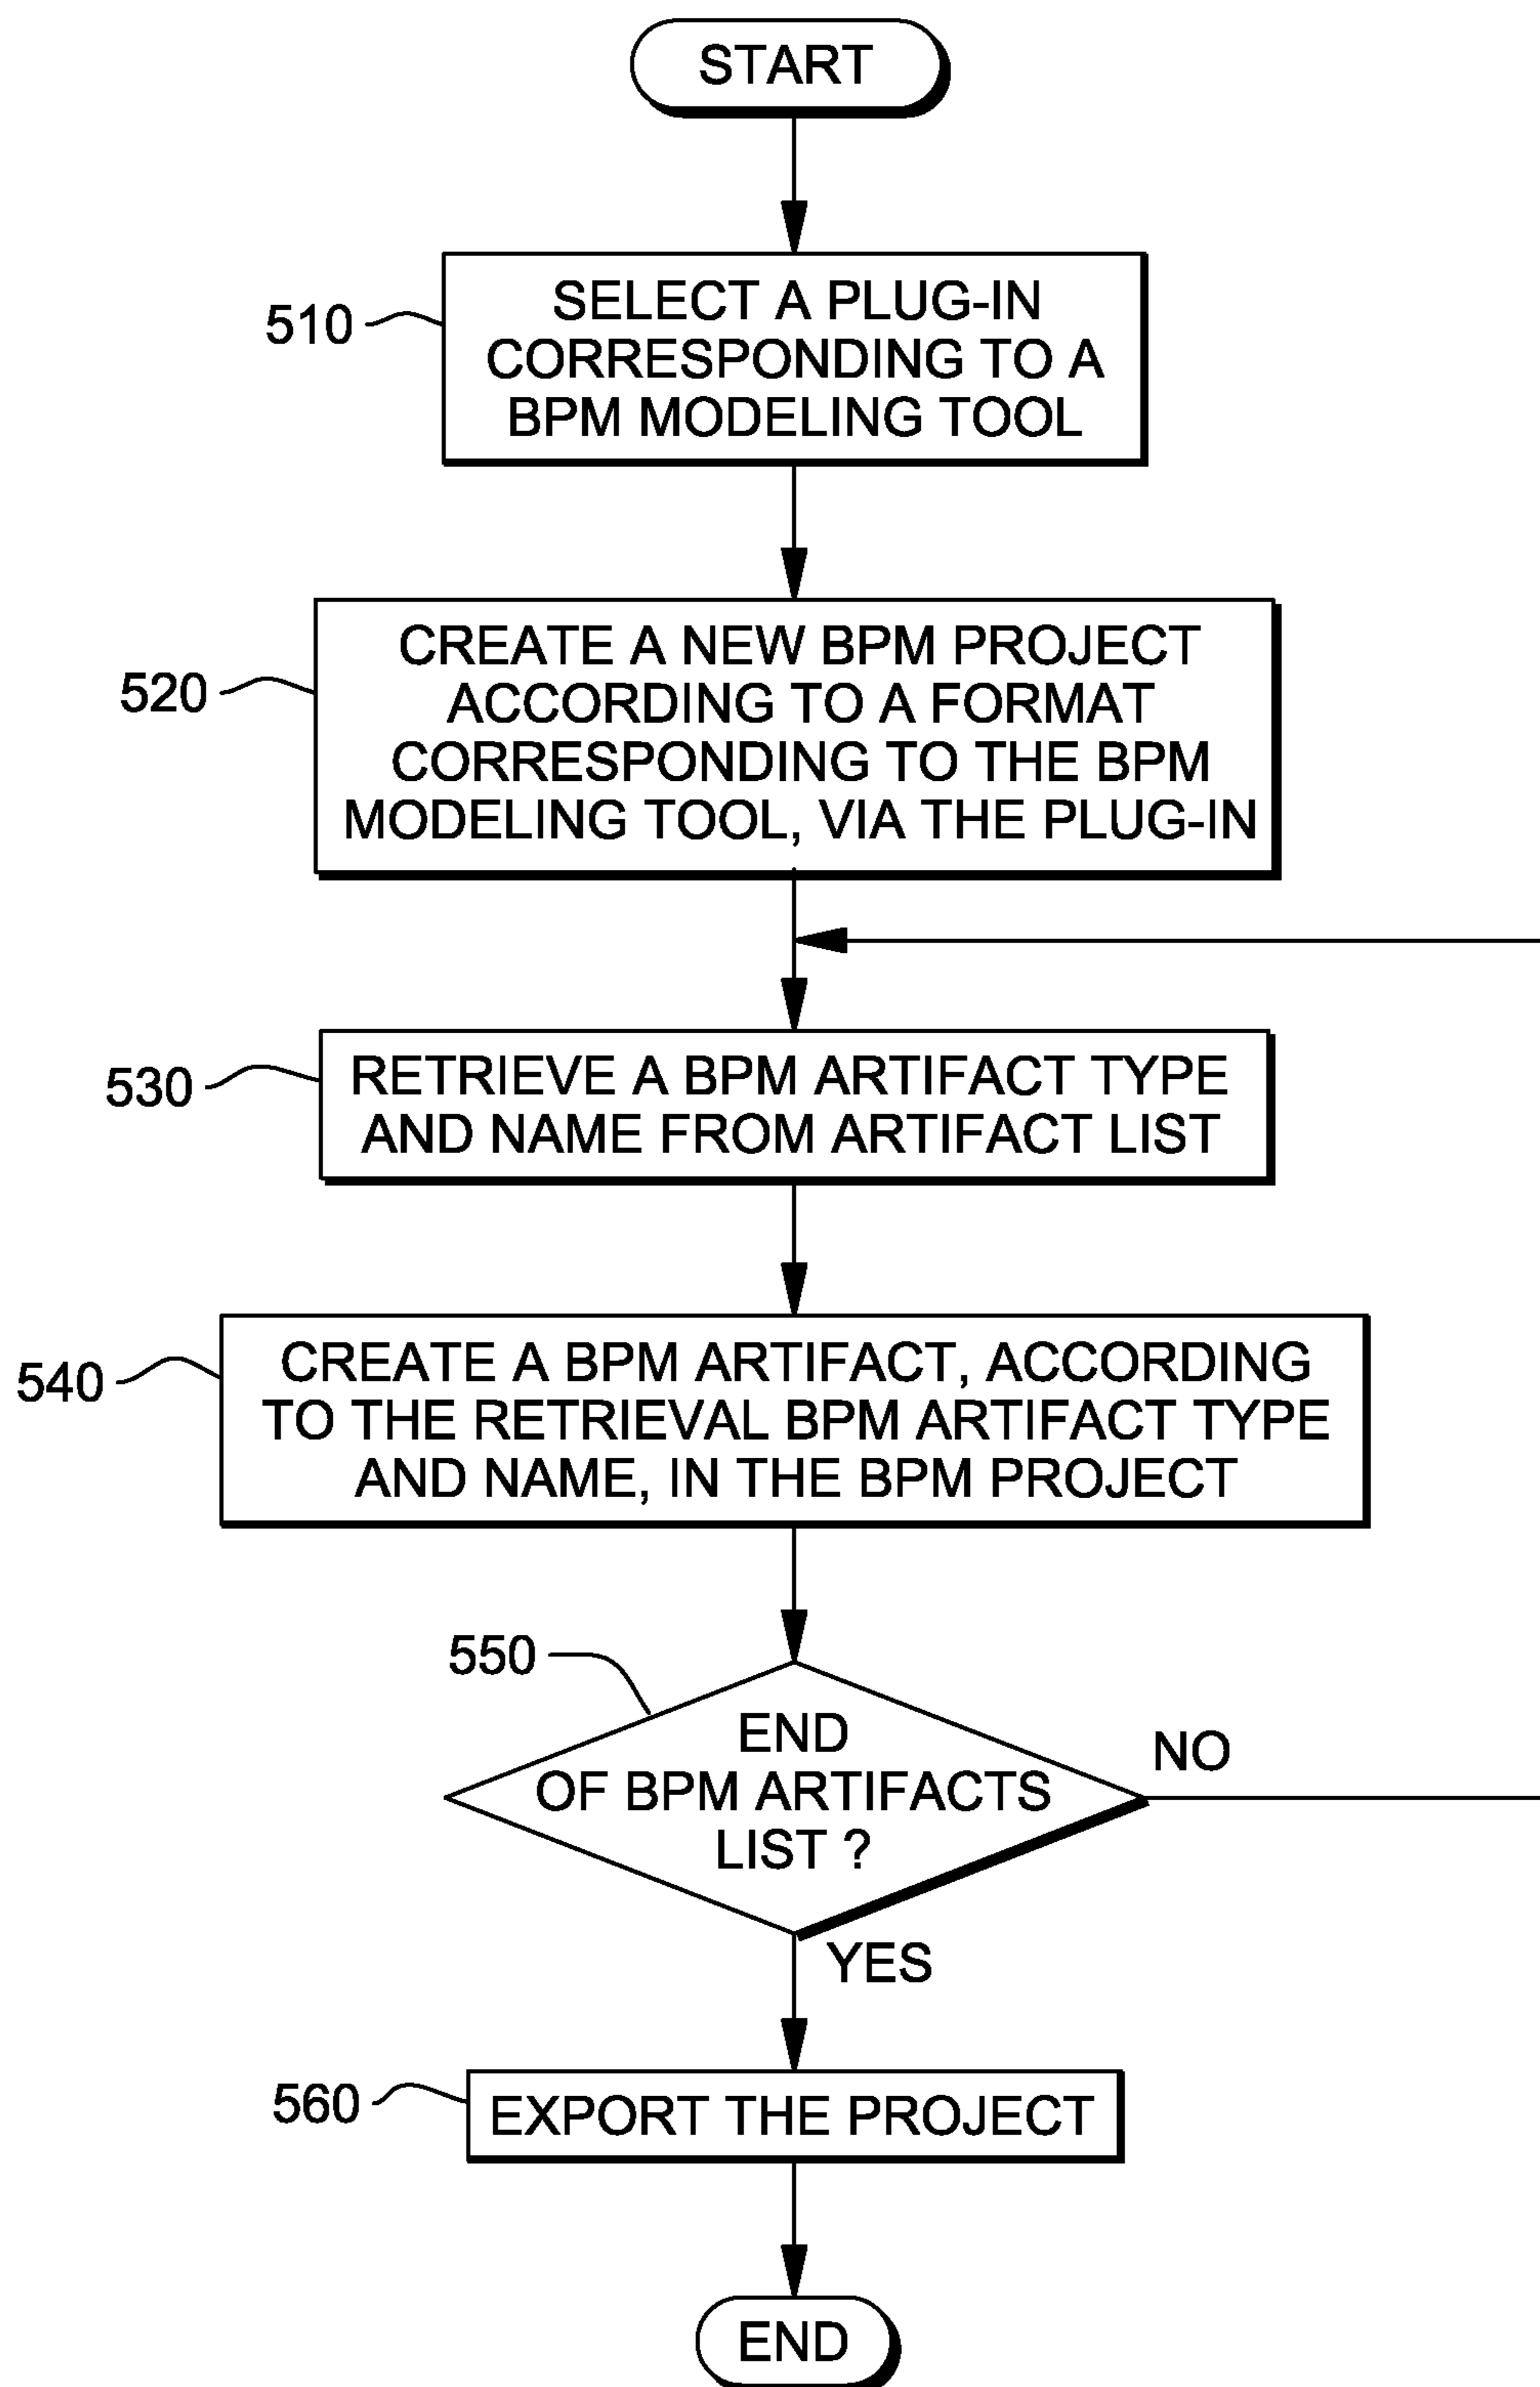 START
510
SELECT A PLUG-IN
CORRESPONDING TO A
BPM MODELING TOOL
520
CREATE A NEW BPM PROJECT
ACCORDING TO A FORMAT
CORRESPONDING TO THE BPM
MODELING TOOL, VIA THE PLUG-IN
530
RETRIEVE A BPM ARTIFACT TYPE
AND NAME FROM ARTIFACT LIST
540
CREATE A BPM ARTIFACT, ACCORDING
TO THE RETRIEVAL BPM ARTIFACT TYPE
AND NAME, IN THE BPM PROJECT
550
END
OF BPM ARTIFACTS
LIST ?
NO
YES
560
EXPORT THE PROJECT
END